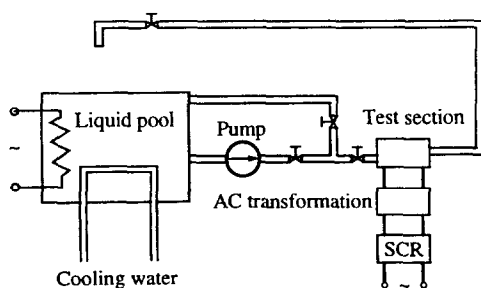 Liquid pool
Test section
Pump
~
AC transformation
SCR
Cooling water
~